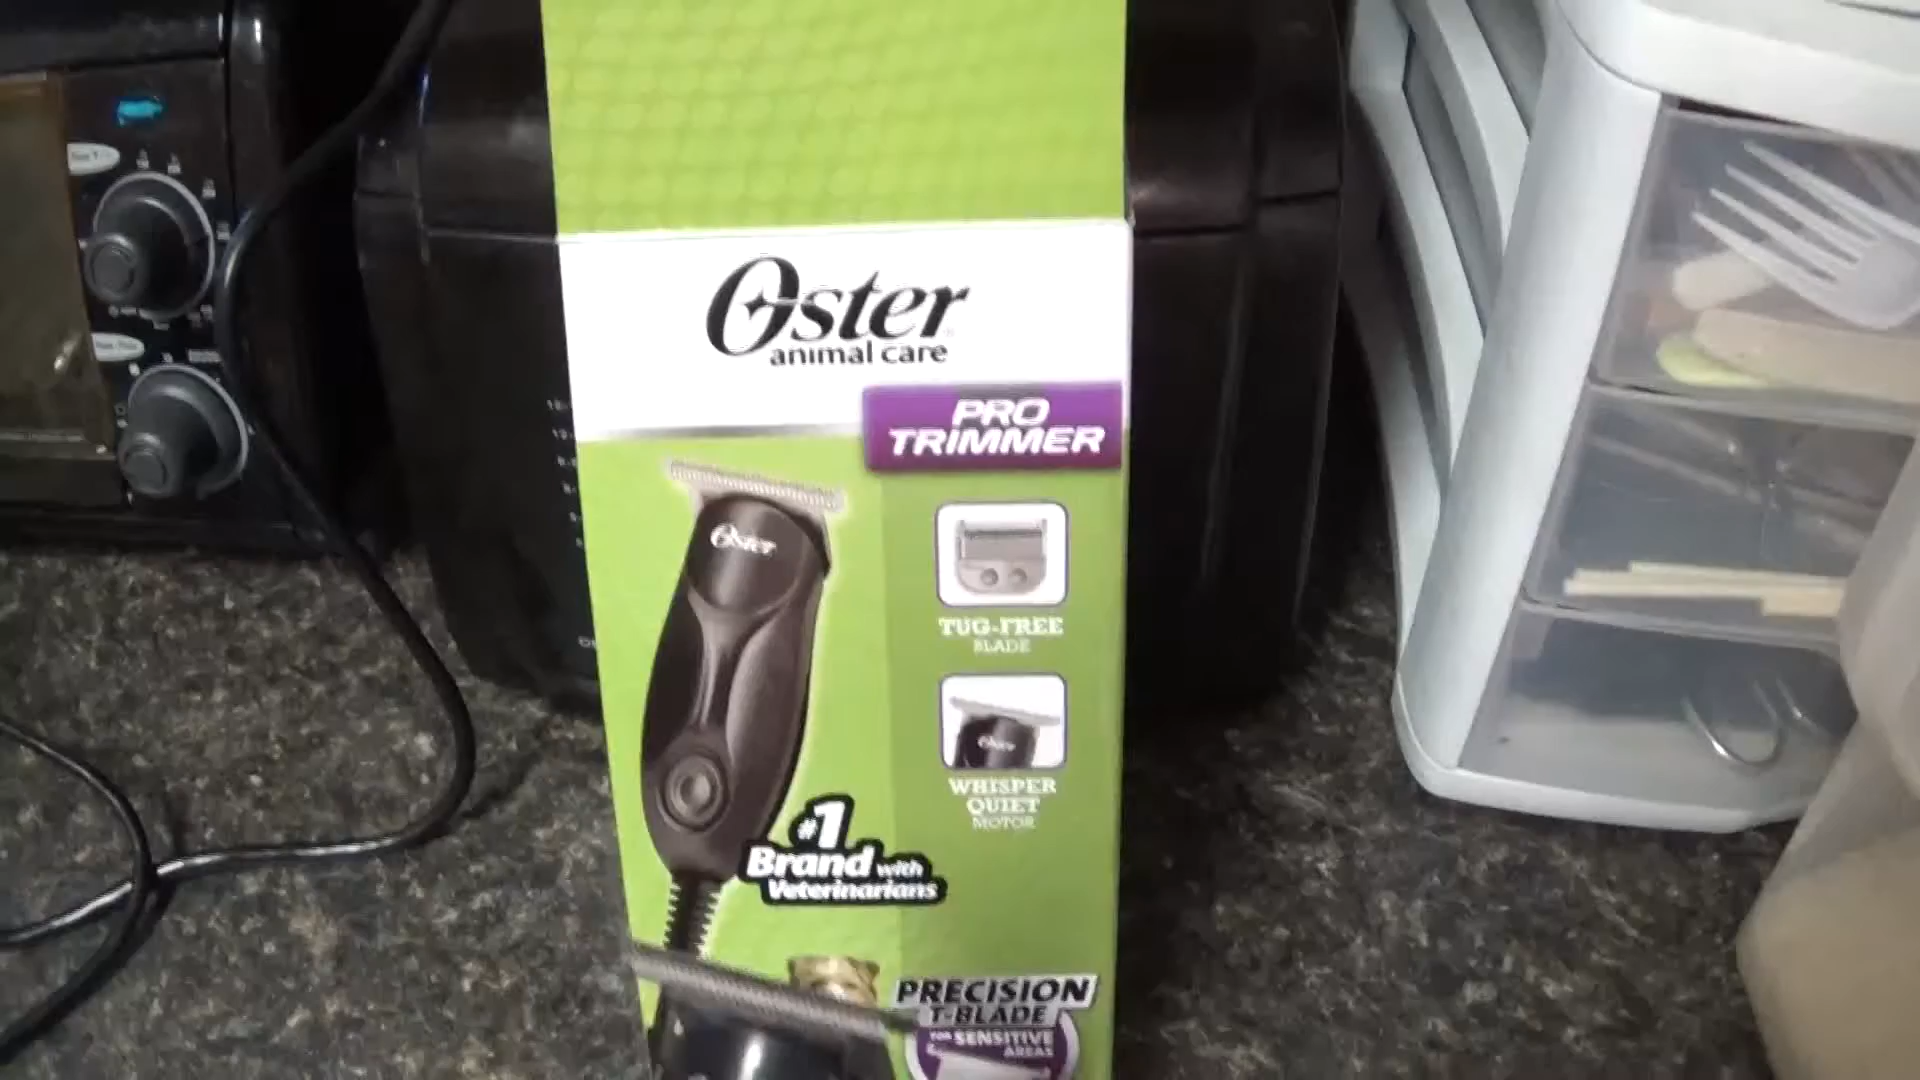 Oster
animal care
PRO
TRIMMER
Oster
TUG-FREE
BLADE
Oster
WHISPER
QUIET
MOTOR
#1
Brand with
Veterinarians
PRECISION
T-BLADE
FOR SENSITIVE
AREAS